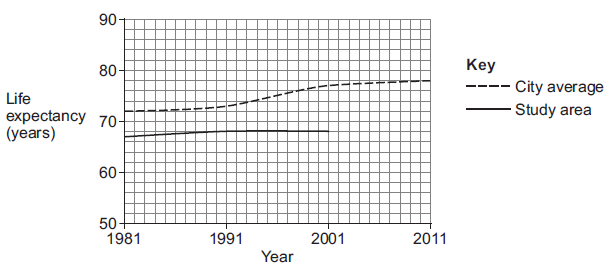 90
80
70
60
50
Life
expectancy
(years)
1981
1991
2001
2011
Year
Key
City average
Study area